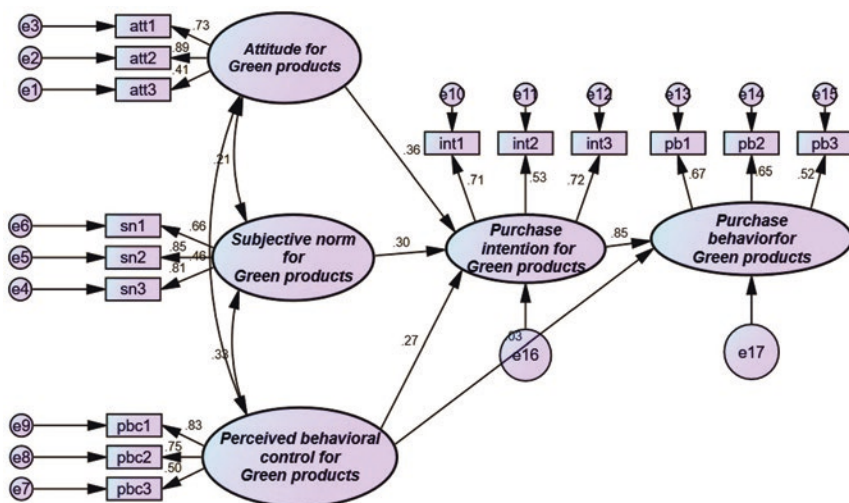 e3
att1
.73
e2
att2
.89
e1
att3
.41
Attitude for
Green products
e10
e11
e12
e13
e14
e15
int1
int2
int3
pb1
pb2
pb3
.71
.53
.72
.67
.65
.52
.21
.36
e6
sn1
.66
e5
sn2
.85
.46
e4
sn3
.81
Subjective norm
for
Green products
.30
Purchase
intention for
Green products
.85
Purchase
behaviorfor
Green products
.33
.27
.03
e16
e17
e9
pbc1
.83
e8
pbc2
.75
e7
pbc3
.50
Perceived behavioral
control for
Green products